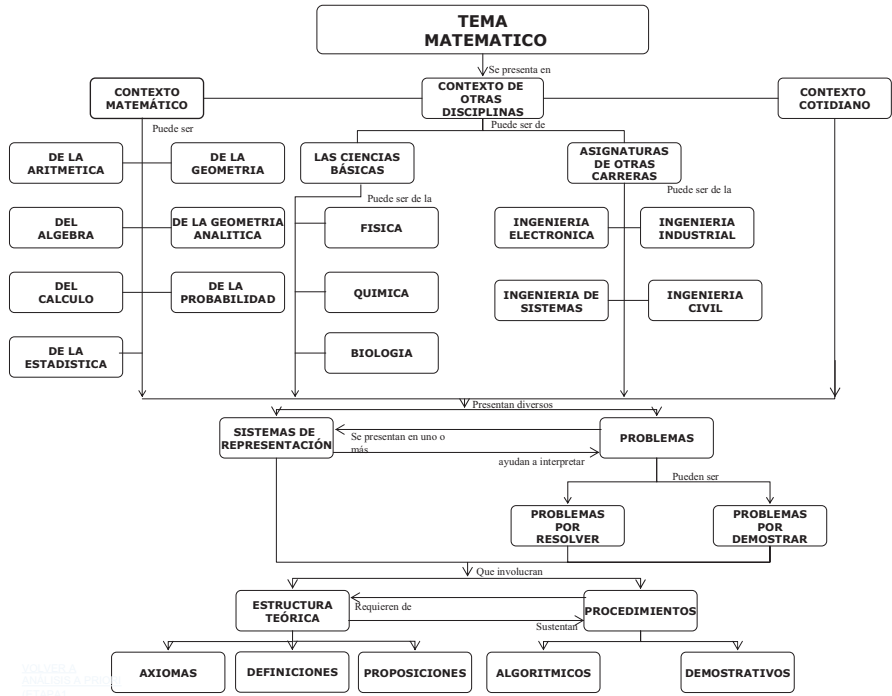 TEMA
MATEMATICO
Se presenta en
CONTEXTO
MATEMÁTICO
CONTEXTO DE
OTRAS
DISCIPLINAS
CONTEXTO
COTIDIANO
Puede ser
Puede ser de
DE LA
ARITMETICA
DE LA
GEOMETRIA
LAS CIENCIAS
BÁSICAS
ASIGNATURAS
DE OTRAS
CARRERAS
Puede ser de la
Puede ser de la
DEL
ALGEBRA
DE LA GEOMETRIA
ANALITICA
FISICA
INGENIERIA
ELECTRONICA
INGENIERIA
INDUSTRIAL
DEL
CALCULO
DE LA
PROBABILIDAD
QUIMICA
INGENIERIA DE
SISTEMAS
INGENIERIA
CIVIL
DE LA
ESTADISTICA
BIOLOGIA
Presentan diversos
SISTEMAS DE
REPRESENTACIÓN
Se presentan en uno o
más
PROBLEMAS
ayudan a interpretar
Pueden ser
PROBLEMAS
POR
RESOLVER
PROBLEMAS
POR
DEMOSTRAR
Que involucran
ESTRUCTURA
TEÓRICA
Requieren de
PROCEDIMIENTOS
Sustentan
AXIOMAS
DEFINICIONES
PROPOSICIONES
ALGORITMICOS
DEMOSTRATIVOS
VOLVER A